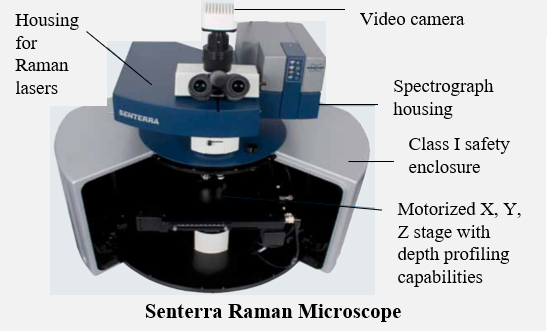 Housing
for
Raman
lasers
Video camera
Spectrograph
housing
Class I safety
enclosure
Motorized X, Y,
Z stage with
depth profiling
capabilities
SENTERRA
Senterra Raman Microscope